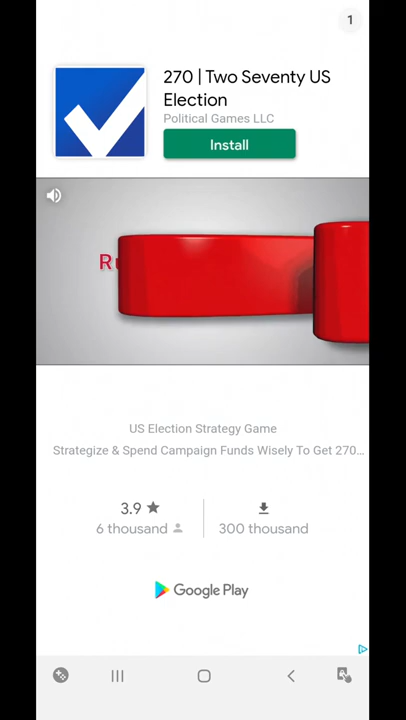 1
270 | Two Seventy US
Election
Political Games LLC
Install
US Election Strategy Game
Strategize & Spend Campaign Funds Wisely To Get 270...
3.9
6 thousand
300 thousand
Google Play